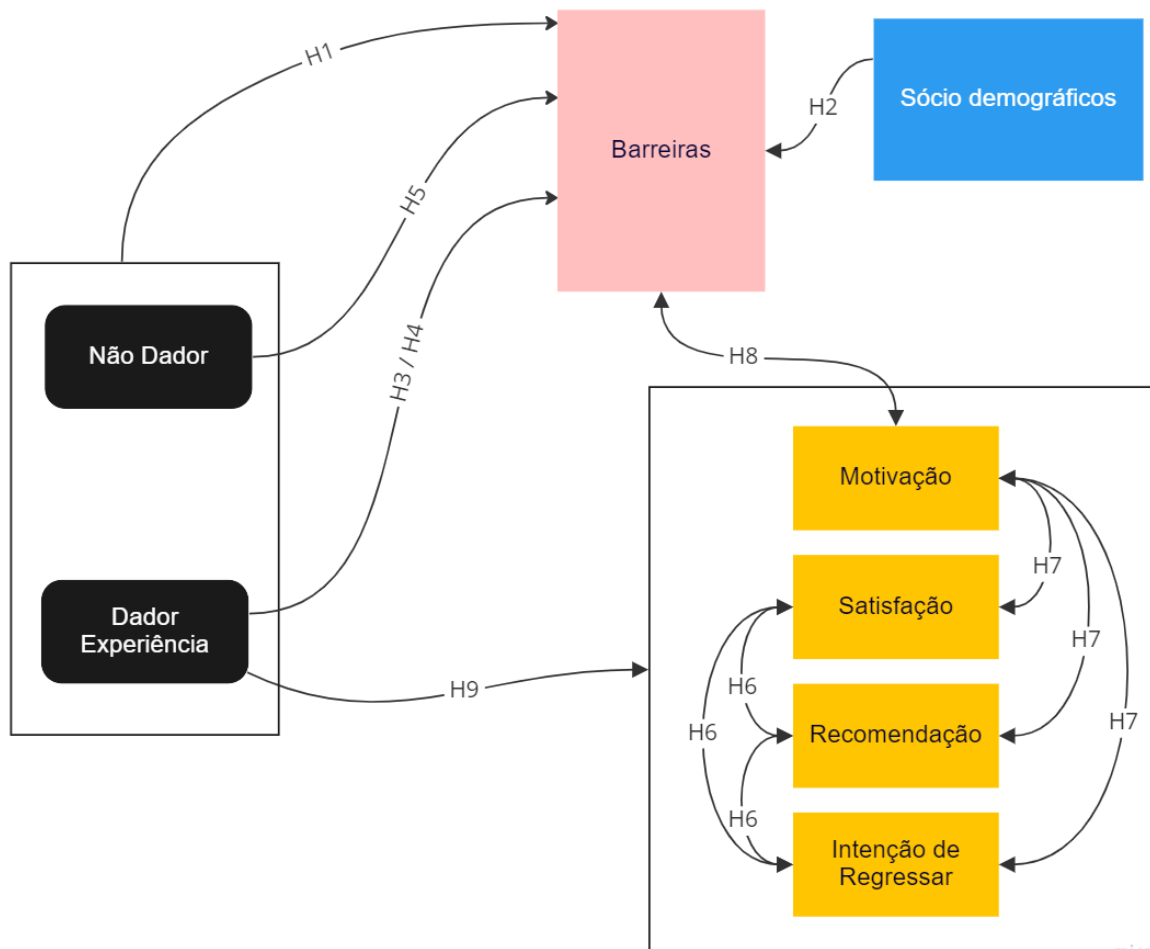 H1
Barreiras
Sócio demográficos
H2
H5
H3 / H4
Não Dador
Dador
Experiência
H9
H8
Motivação
H7
Satisfação
H7
H6
H6
Recomendação
H7
H6
Intenção de
Regressar